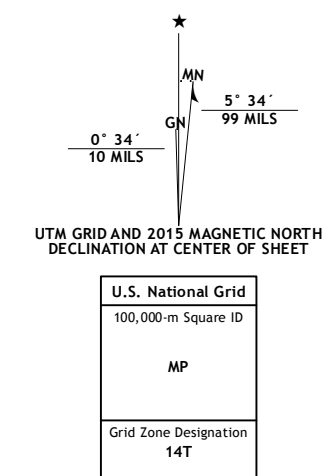 ★
MN
5° 34´
99 MILS
GN
0° 34´
10 MILS
UTM GRID AND 2015 MAGNETIC NORTH
DECLINATION AT CENTER OF SHEET
U.S. National Grid
100,000-m Square ID
MP
Grid Zone Designation
14T